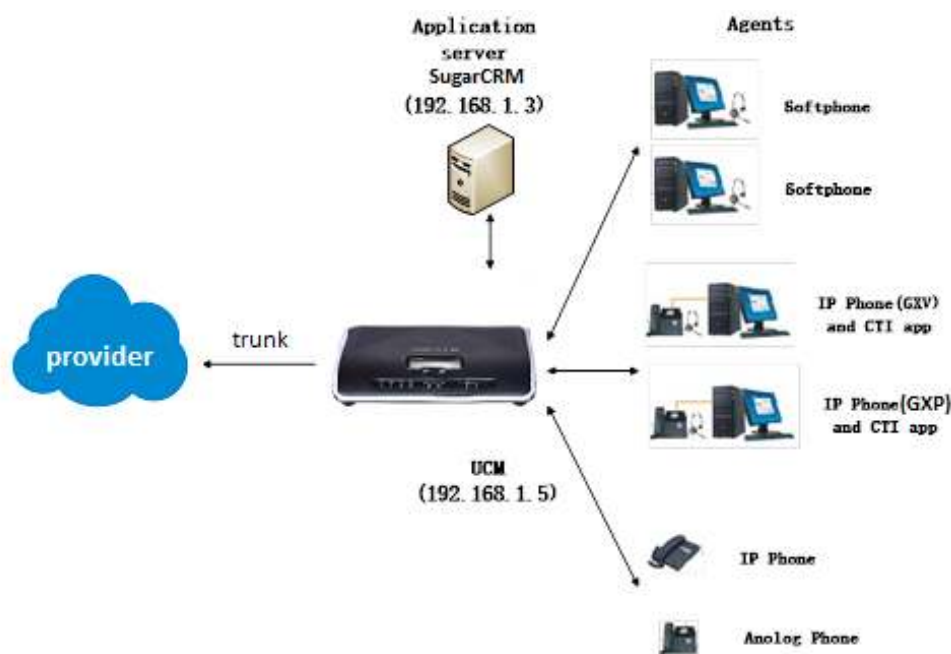 Application
server
SugarCRM
(192.168.1.3)
Agents
Softphone
Softphone
provider
trunk
IP Phone(GXV)
and CTI app
IP Phone(GXP)
and CTI app
UCM
(192.168.1.5)
IP Phone
Anolog Phone